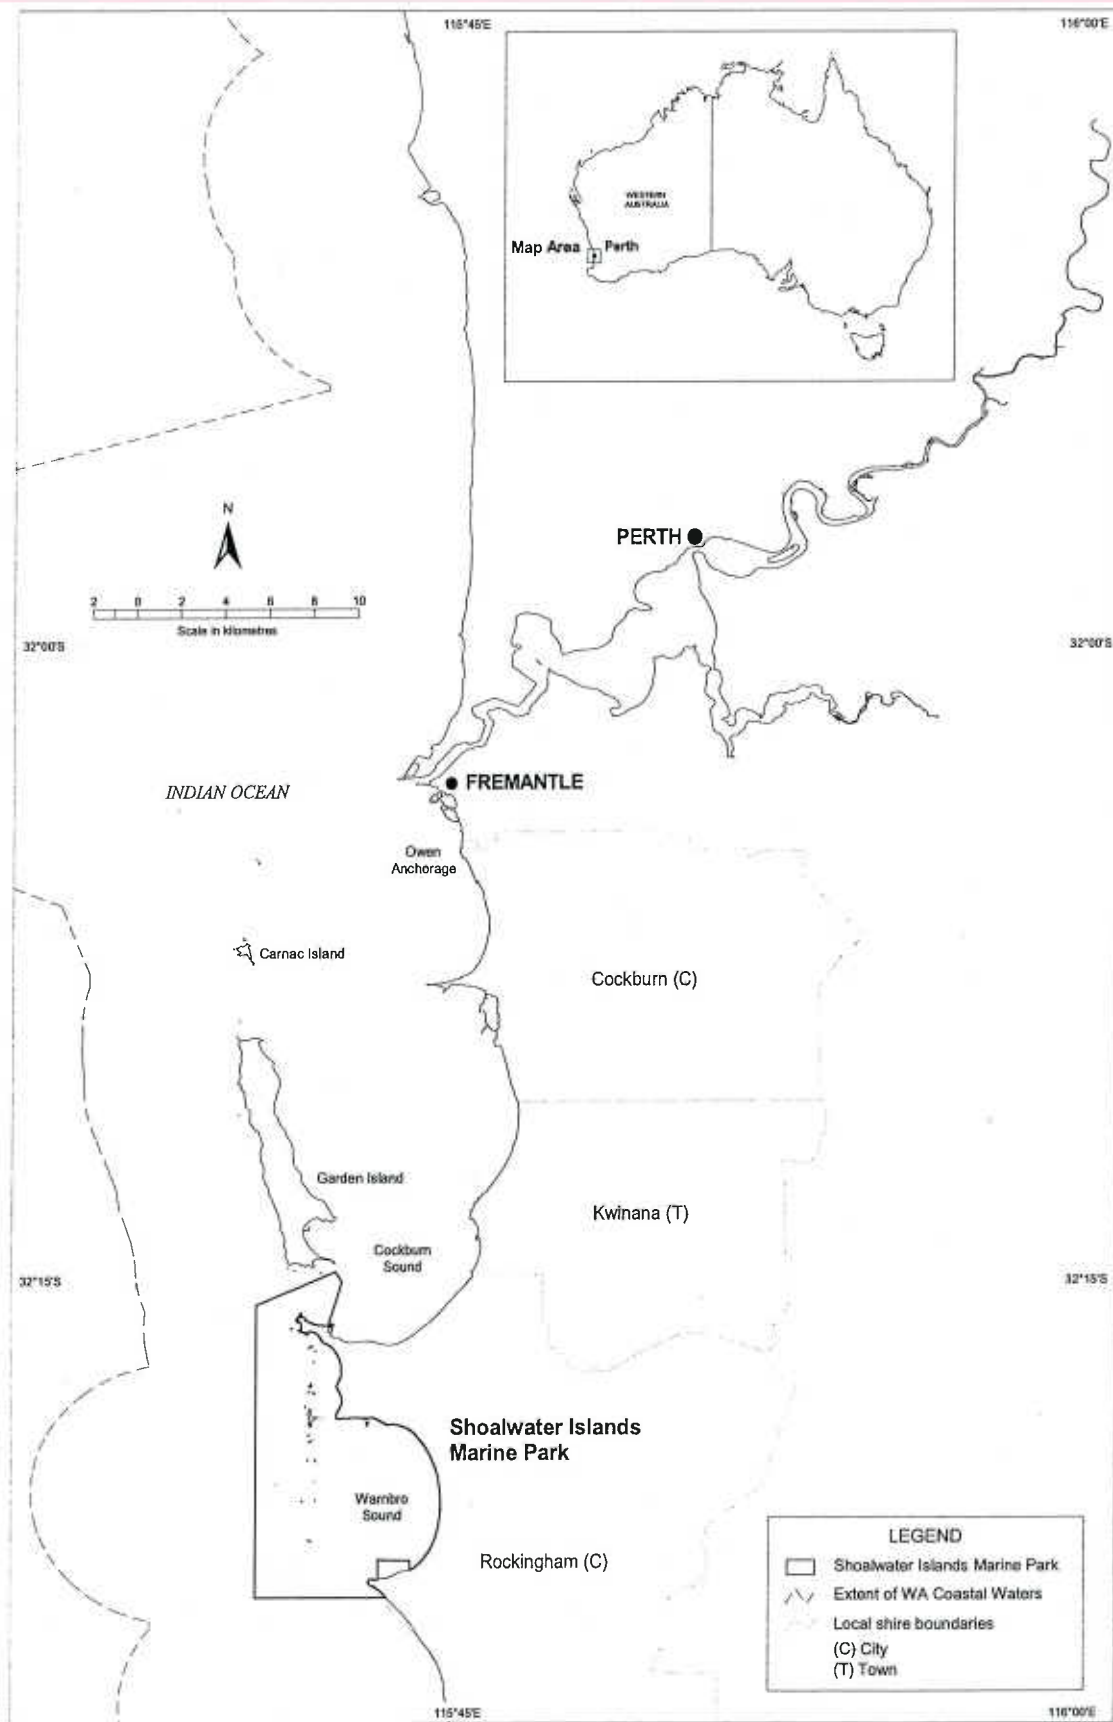 115°45'E
116°00'E
WESTERN
AUSTRALIA
Map Area
Perth
N
PERTH
2 0 2 4 6 8 10
Scale in kilometres
32°00'S
32°00'S
INDIAN OCEAN
FREMANTLE
Owen
Anchorage
Carnac Island
Cockburn (C)
Garden Island
Kwinana (T)
Cockburn
Sound
32°15'S
32°15'S
Shoalwater Islands
Marine Park
Warnbro
Sound
Rockingham (C)
LEGEND
Shoalwater Islands Marine Park
Extent of WA Coastal Waters
Local shire boundaries
(C) City
(T) Town
115°45'E
116°00'E